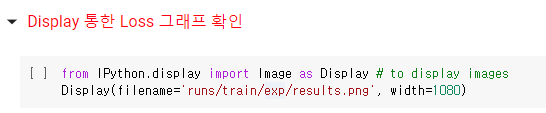 Display 통한 Loss 그래프 확인
[ ] from IPython.display import Image as Display # to display images
Display(filename='runs/train/exp/results.png', width=1080)